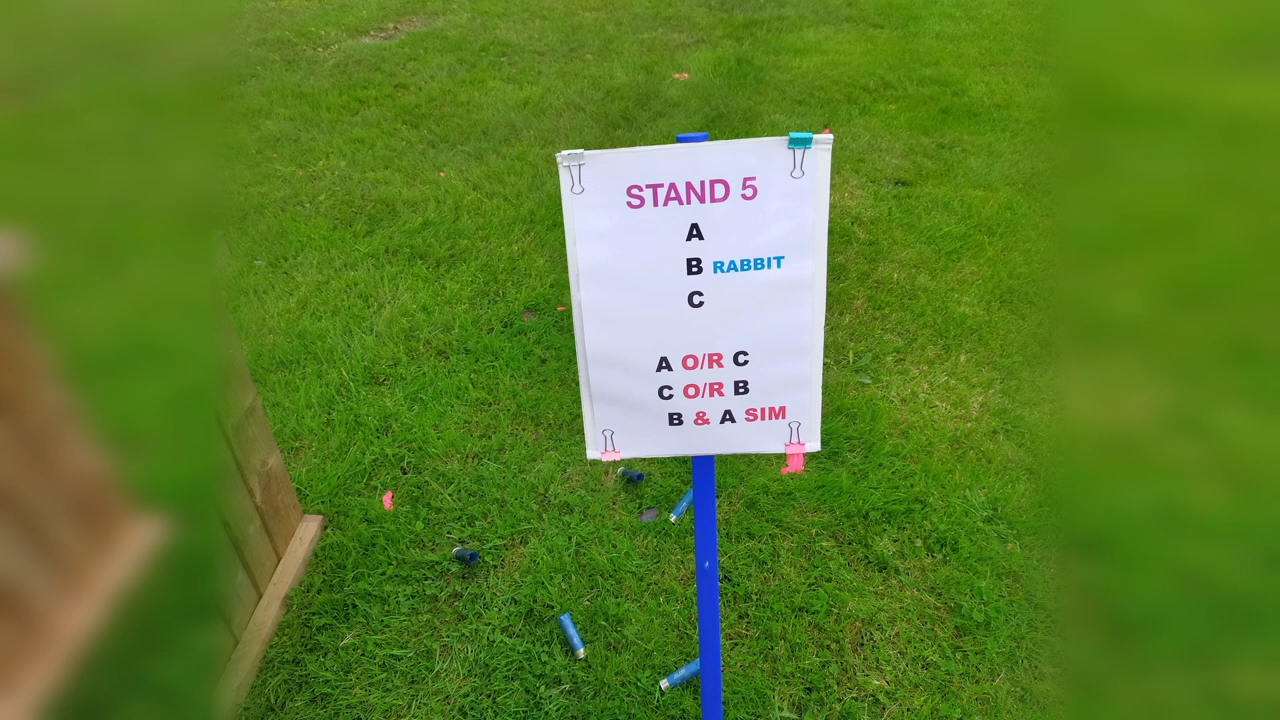 STAND 5
A
B RABBIT
C
A O/R C
C O/R B
B & A SIM